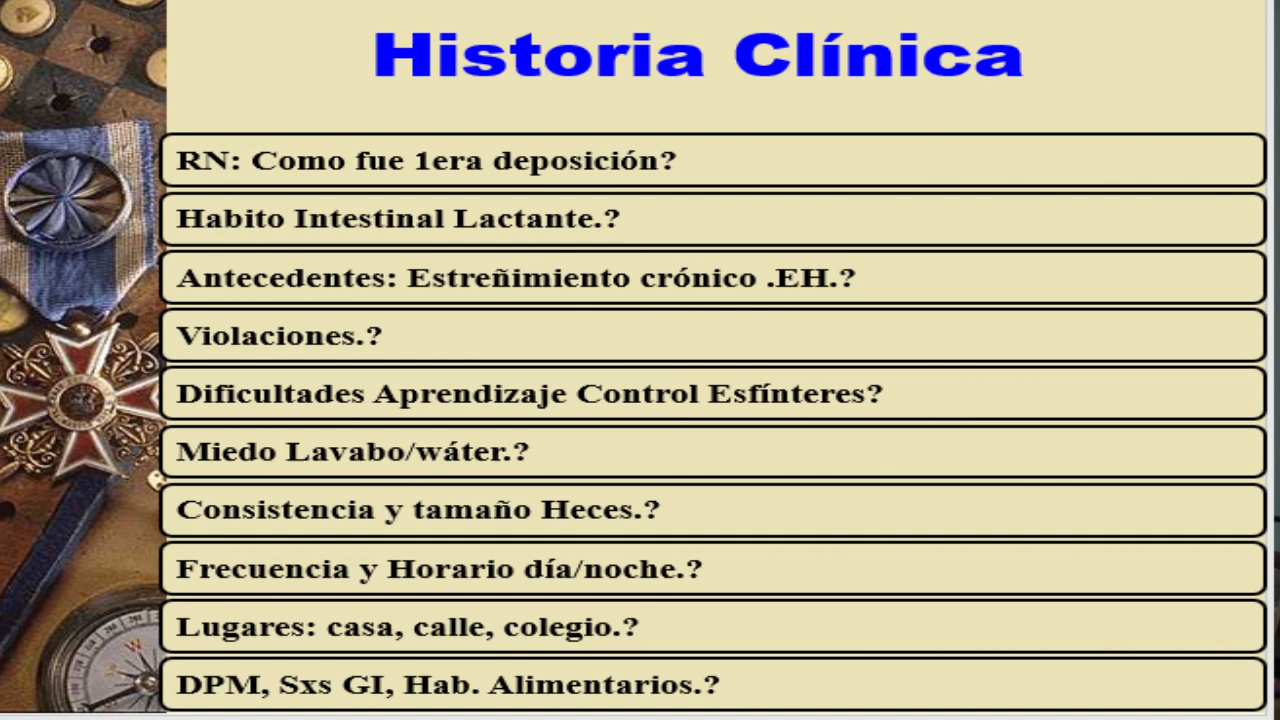 Historia Clínica
RN: Como fue 1era deposición?
Habito Intestinal Lactante.?
Antecedentes: Estreñimiento crónico .EH.?
Violaciones.?
Dificultades Aprendizaje Control Esfínteres?
Miedo Lavabo/wáter.?
Consistencia y tamaño Heces.?
Frecuencia y Horario día/noche.?
Lugares: casa, calle, colegio.?
DPM, Sxs GI, Hab. Alimentarios.?